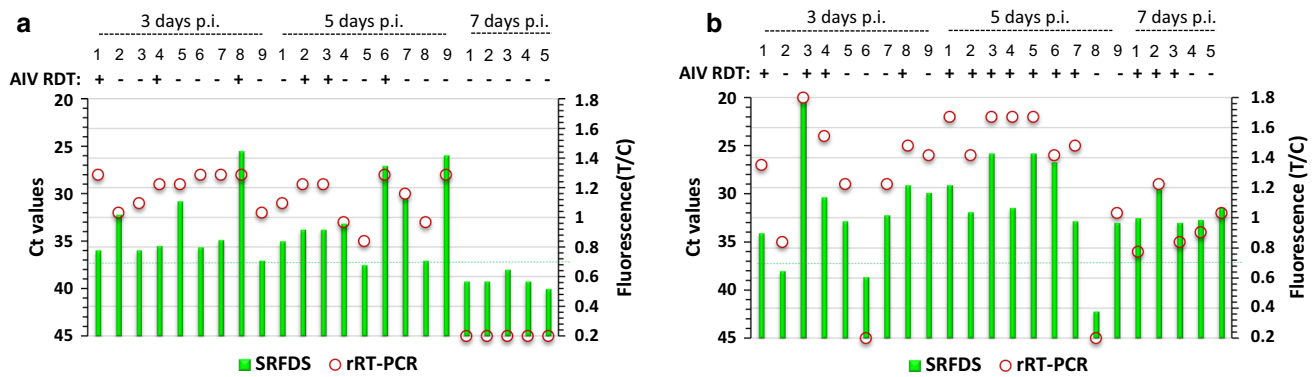 a
3 days p.i. 5 days p.i. 7 days p.i.
1 2 3 4 5 6 7 8 9 1 2 3 4 5 6 7 8 9 1 2 3 4 5
AIV RDT: + - - + - - - + - - + + - - + - - - - - - - -
20
25
30
35
40
45
Ct values
1.8
1.6
1.4
1.2
1
0.8
0.6
0.4
0.2
Fluorescence(T/C)
SRFDS rRT-PCR
b
3 days p.i. 5 days p.i. 7 days p.i.
1 2 3 4 5 6 7 8 9 1 2 3 4 5 6 7 8 9 1 2 3 4 5
AIV RDT: + - + + - - - + - + + + + + + + - - + + + - -
20
25
30
35
40
45
Ct values
1.8
1.6
1.4
1.2
1
0.8
0.6
0.4
0.2
Fluorescence (T/C)
SRFDS rRT-PCR